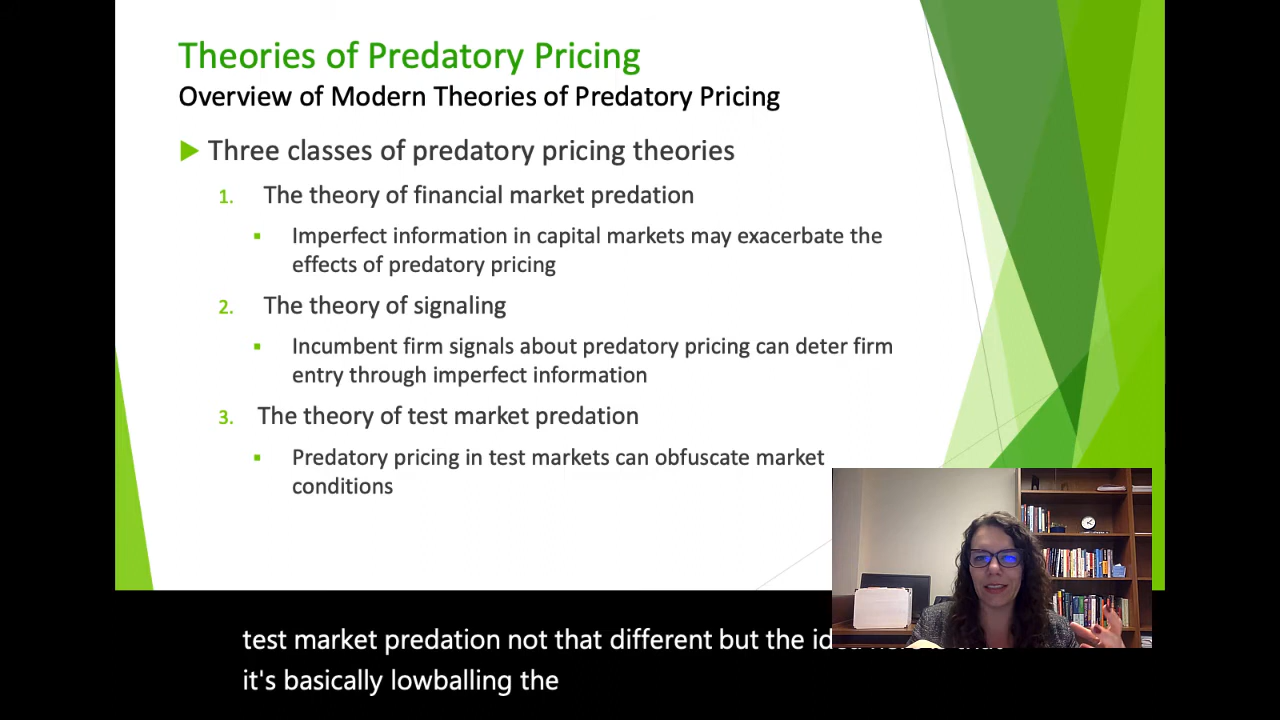 Theories of Predatory Pricing
Overview of Modern Theories of Predatory Pricing
Three classes of predatory pricing theories
1. The theory of financial market predation
Imperfect information in capital markets may exacerbate the
effects of predatory pricing
2. The theory of signaling
Incumbent firm signals about predatory pricing can deter firm
entry through imperfect information
3. The theory of test market predation
Predatory pricing in test markets can obfuscate market
conditions
test market predation not that different but the
it's basically lowballing the